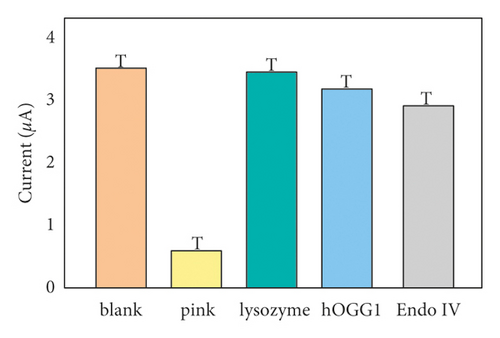 4
3
2
1
0
Current (μA)
blank
pink
lysozyme
hOGG1
Endo IV